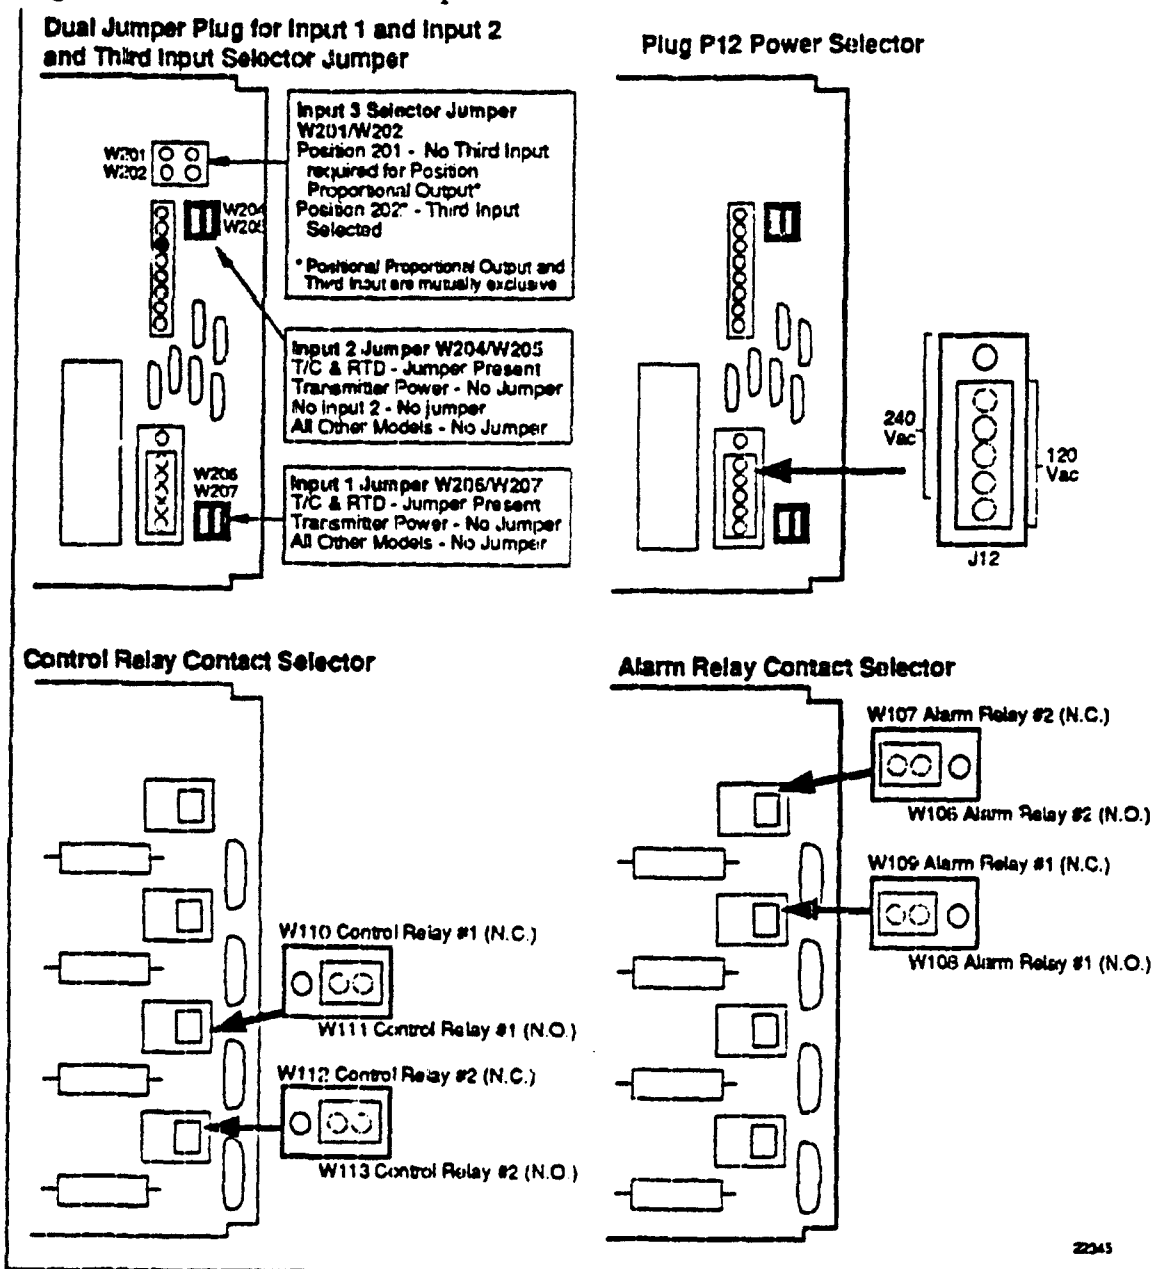 Dual Jumper Plug for Input 1 and Input 2
and Third Input Selector Jumper
Plug P12 Power Selector
Input 3 Selector Jumper
W201/W202
Position 201 - No Third Input
required for Position
Proportional Output*
Position 202* - Third Input
Selected
* Positional Proportional Output and
Third Input are mutually exclusive
W201
W202
W204
W205
Input 2 Jumper W204/W205
T/C & RTD - Jumper Present
Transmitter Power - No Jumper
No Input 2 - No jumper
All Other Models - No Jumper
W206
W207
Input 1 Jumper W206/W207
T/C & RTD - Jumper Present
Transmitter Power - No Jumper
All Other Models - No Jumper
240
Vac
120
Vac
J12
Control Relay Contact Selector
W110 Control Relay #1 (N.C.)
W111 Control Relay #1 (N.O.)
W112 Control Relay #2 (N.C.)
W113 Control Relay #2 (N.O.)
Alarm Relay Contact Selector
W107 Alarm Relay #2 (N.C.)
W106 Alarm Relay #2 (N.O.)
W109 Alarm Relay #1 (N.C.)
W108 Alarm Relay #1 (N.O.)
22345